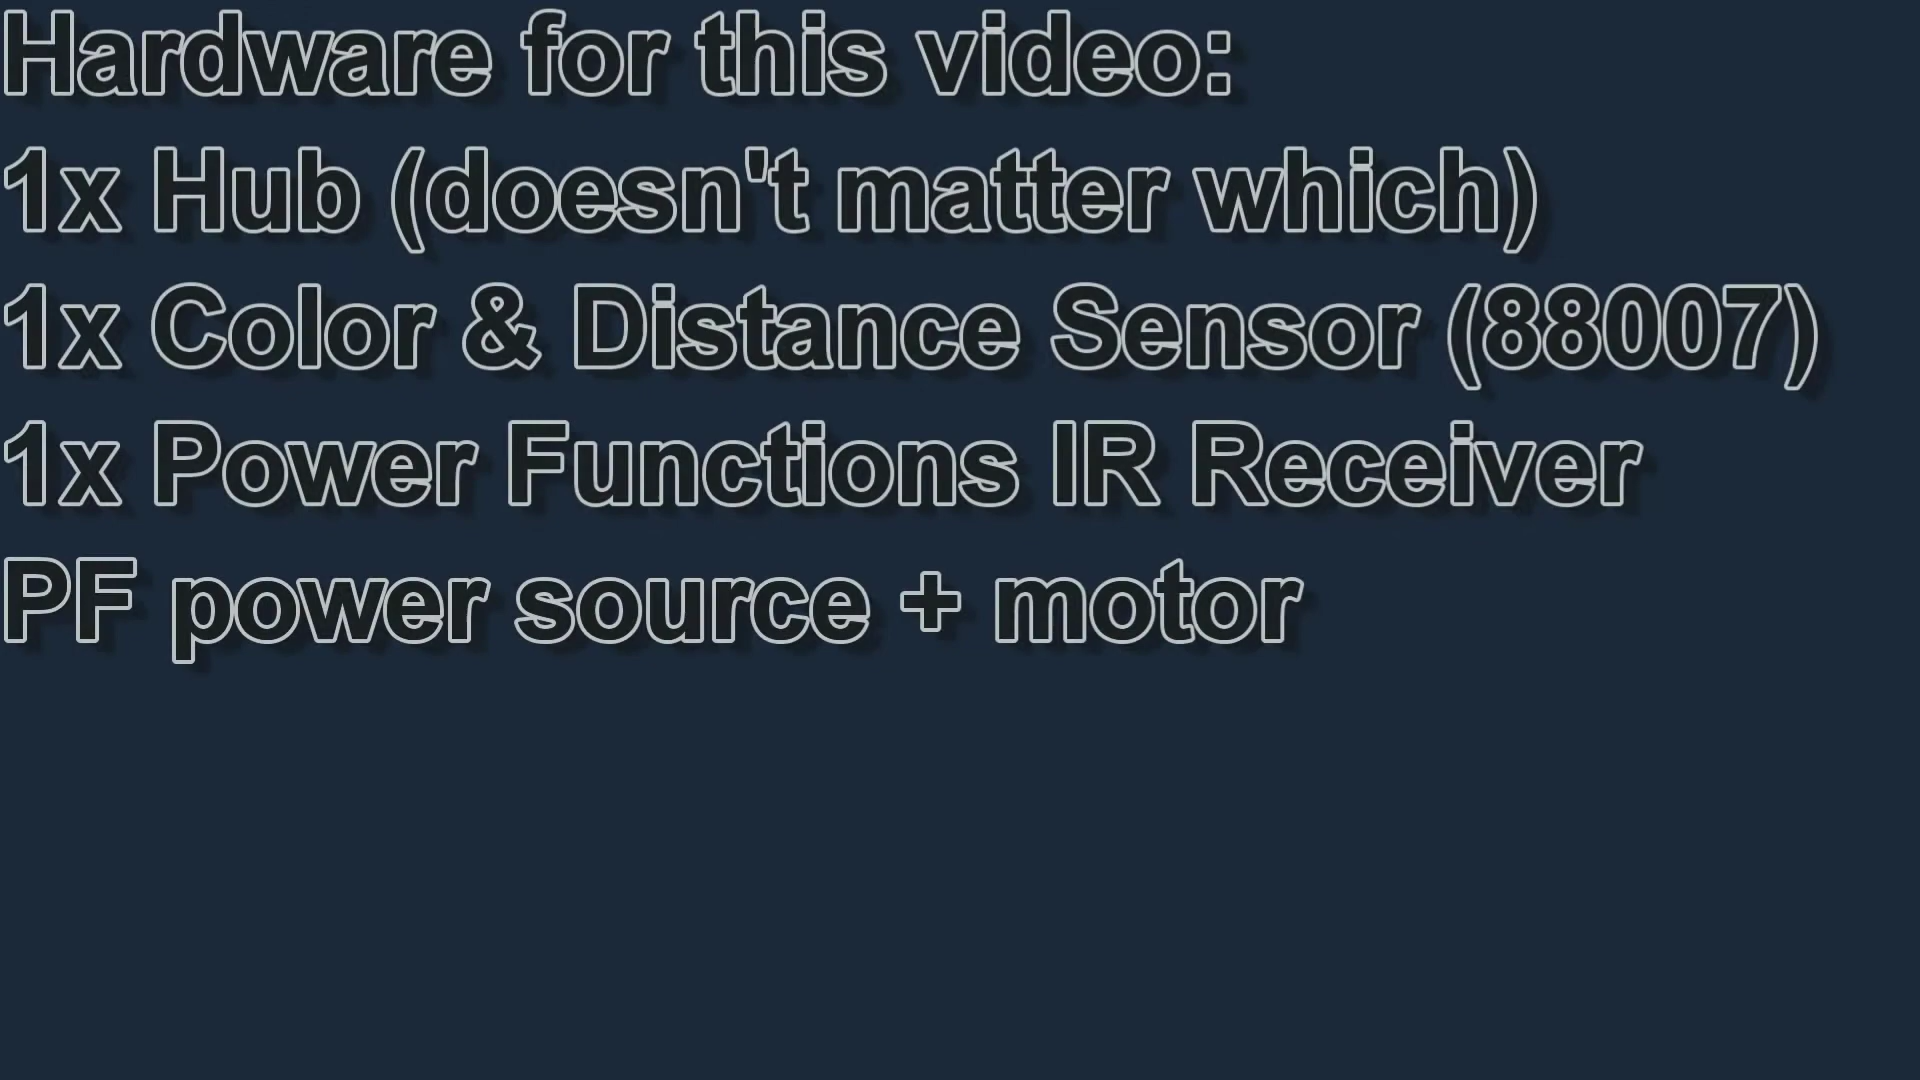 Hardware for this video:
1x Hub (doesn't matter which)
1x Color & Distance Sensor (88007)
1x Power Functions IR Receiver
PF power source + motor